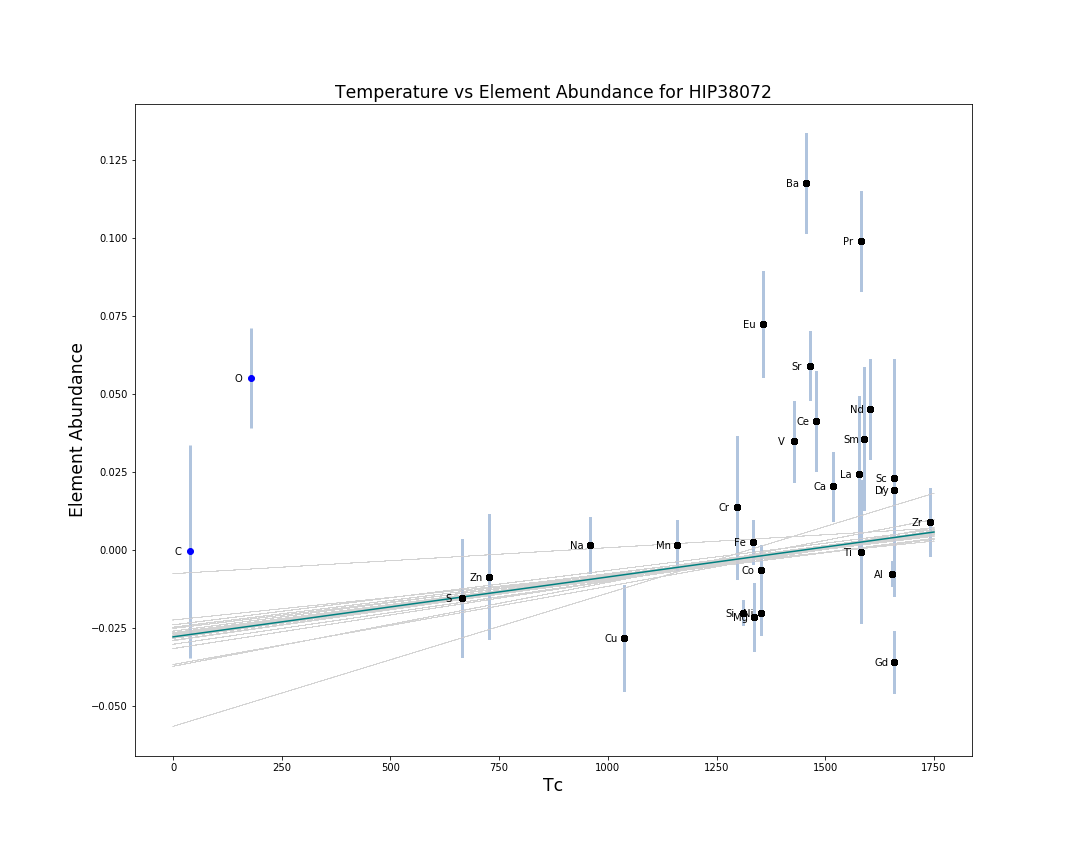 Temperature vs Element Abundance for HIP38072
Element Abundance
0.125
0.100
0.075
0.050
0.025
0.000
−0.025
−0.050
Ba
Pr
Eu
Sr
O
Nd
Ce
Sm
V
La
Sc
Dy
Ca
Cr
Zr
Fe
Na
Mn
C
Ti
Co
Al
Zn
S
Si
Ni
Mg
Cu
Gd
0
250
500
750
1000
1250
1500
1750
Tc